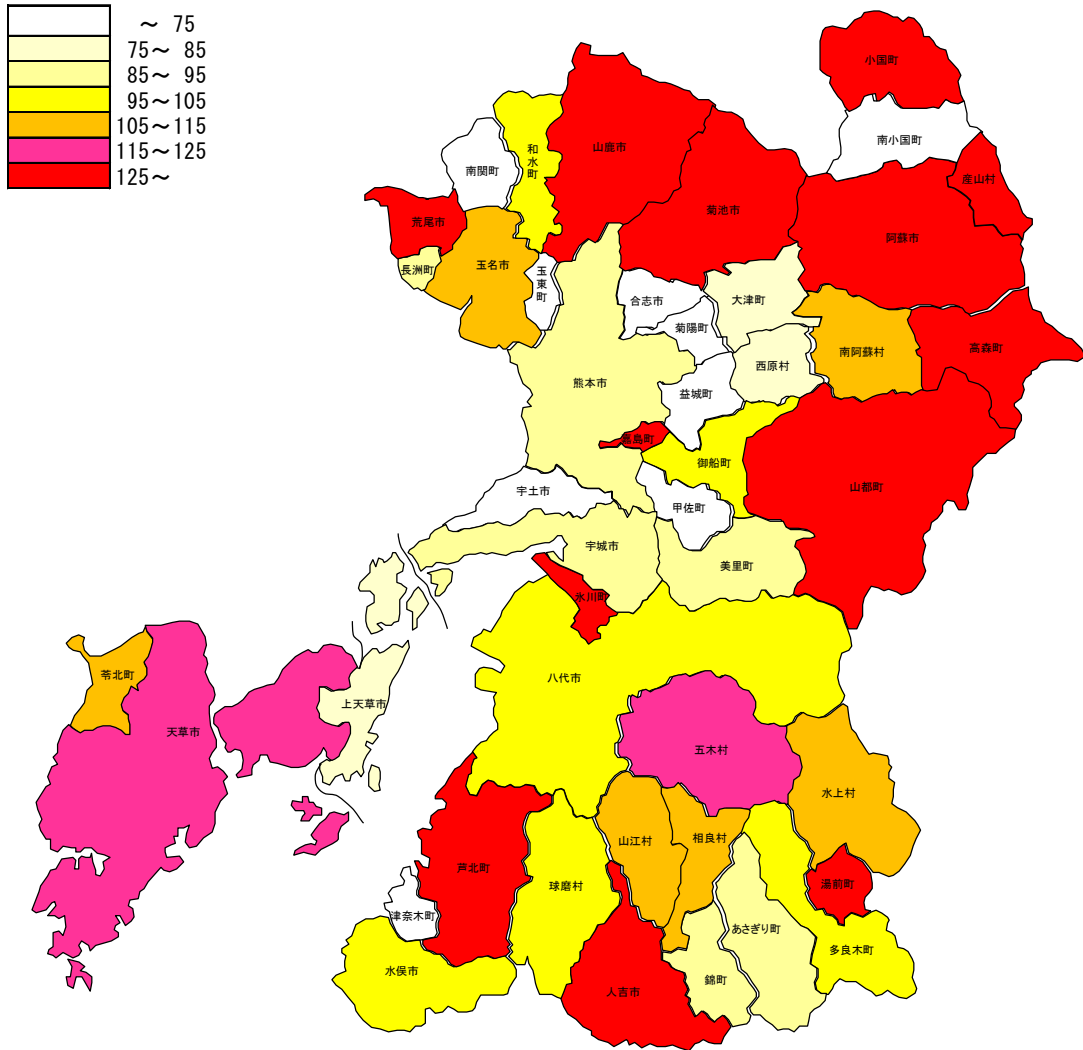 ～ 75
75～ 85
85～ 95
95～105
105～115
115～125
125～
小国町
南小国町
和水町
山鹿市
南関町
産山村
菊池市
荒尾市
阿蘇市
玉名市
長洲町
玉東町
合志市
大津町
菊陽町
南阿蘇村
高森町
西原村
熊本市
益城町
嘉島町
御船町
山都町
宇土市
甲佐町
宇城市
美里町
氷川町
苓北町
八代市
上天草市
天草市
五木村
水上村
山江村
相良村
芦北町
球磨村
湯前町
津奈木町
あさぎり町
多良木町
水俣市
錦町
人吉市